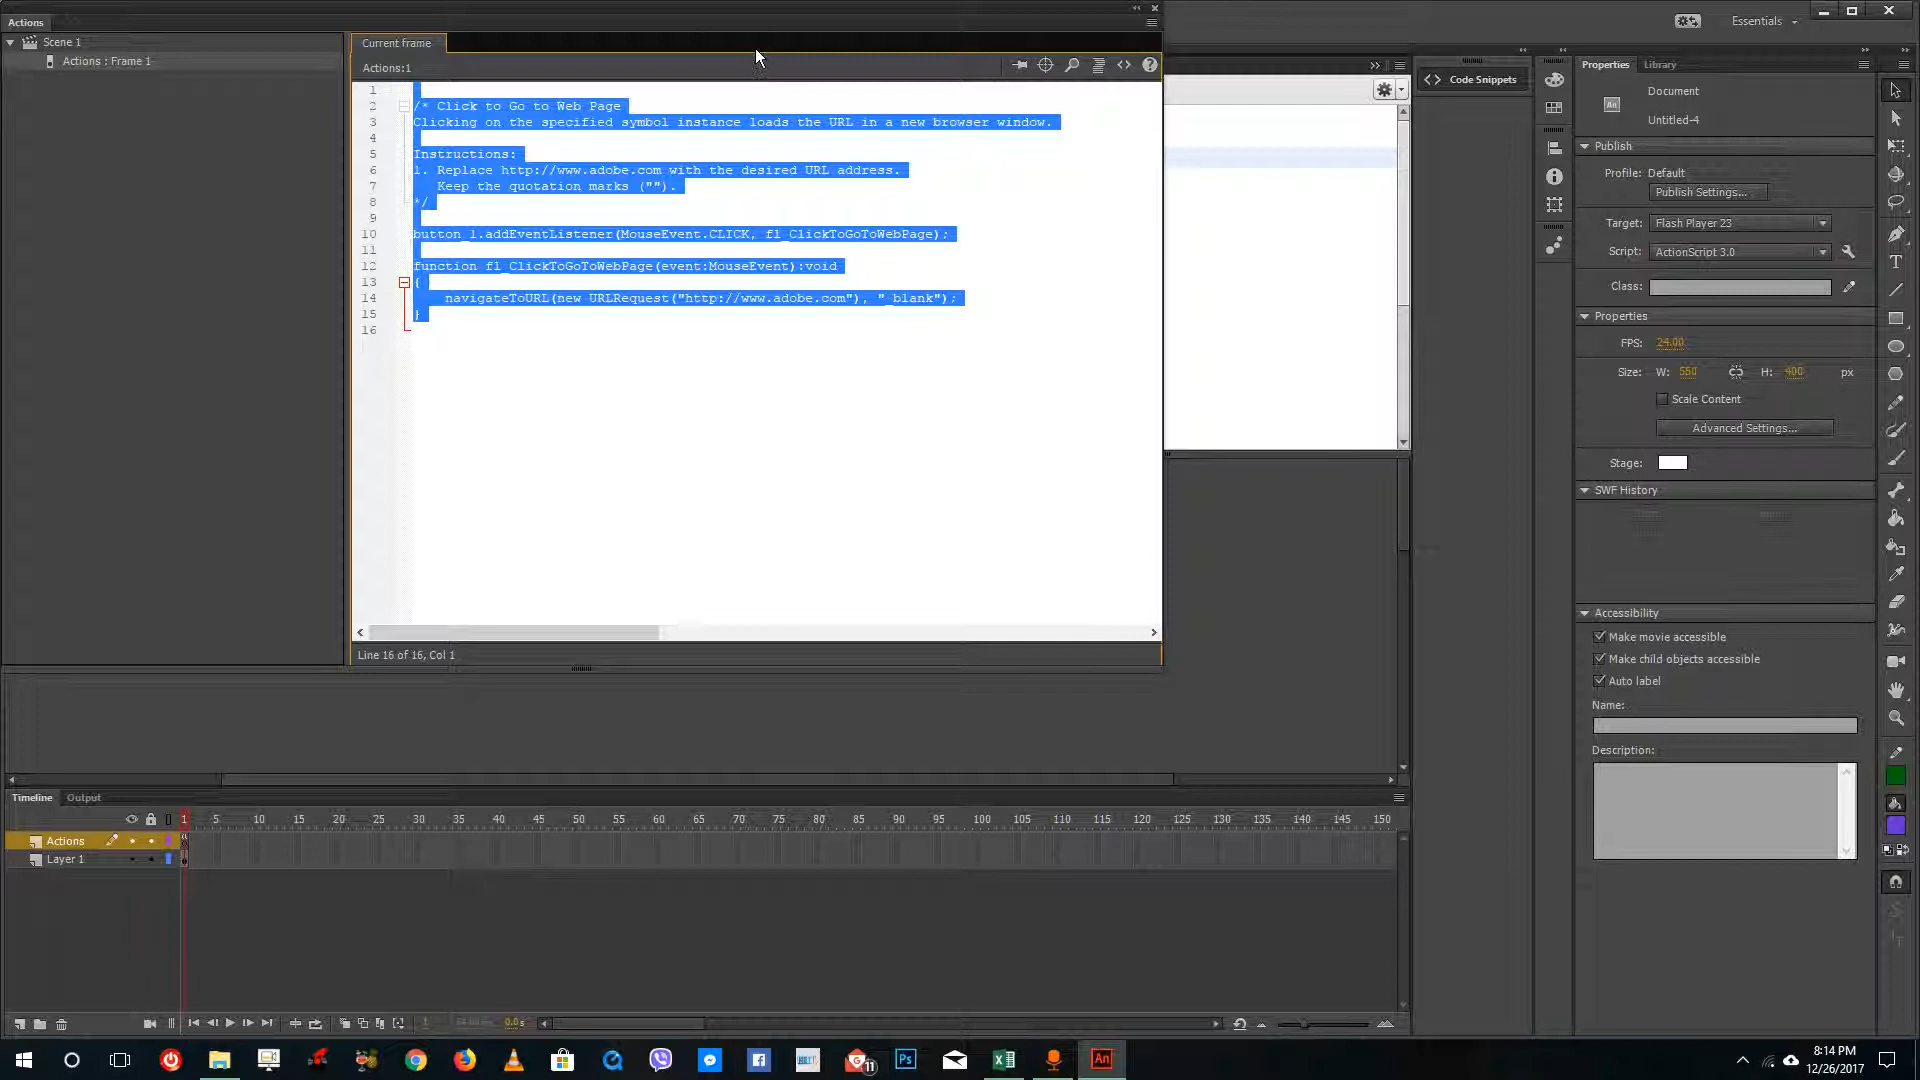 Actions
Essentials
Scene 1
Actions : Frame 1
Current frame
Actions:1
1
2 /* Click to Go to Web Page
3 Clicking on the specified symbol instance loads the URL in a new browser window.
4
5 Instructions:
6 1. Replace http://www.adobe.com with the desired URL address.
7 Keep the quotation marks ("").
8 */
9
10 button_1.addEventListener(MouseEvent.CLICK, fl_ClickToGoToWebPage);
11
12 function fl_ClickToGoToWebPage(event:MouseEvent):void
13 {
14 navigateToURL(new URLRequest("http://www.adobe.com"), "_blank");
15 }
16
Line 16 of 16, Col 1
Code Snippets
Properties Library
An Document
Untitled-4
Publish
Profile: Default
Publish Settings...
Target: Flash Player 23
Script: ActionScript 3.0
Class:
Properties
FPS: 24.00
Size: W: 550 H: 400 px
Scale Content
Advanced Settings...
Stage:
SWF History
Accessibility
Make movie accessible
Make child objects accessible
Auto label
Name:
Description:
Timeline Output
1 5 10 15 20 25 30 35 40 45 50 55 60 65 70 75 80 85 90 95 100 105 110 115 120 125 130 135 140 145 150
Actions
Layer 1
1 0.0s
11 Ps An
8:14 PM
12/26/2017